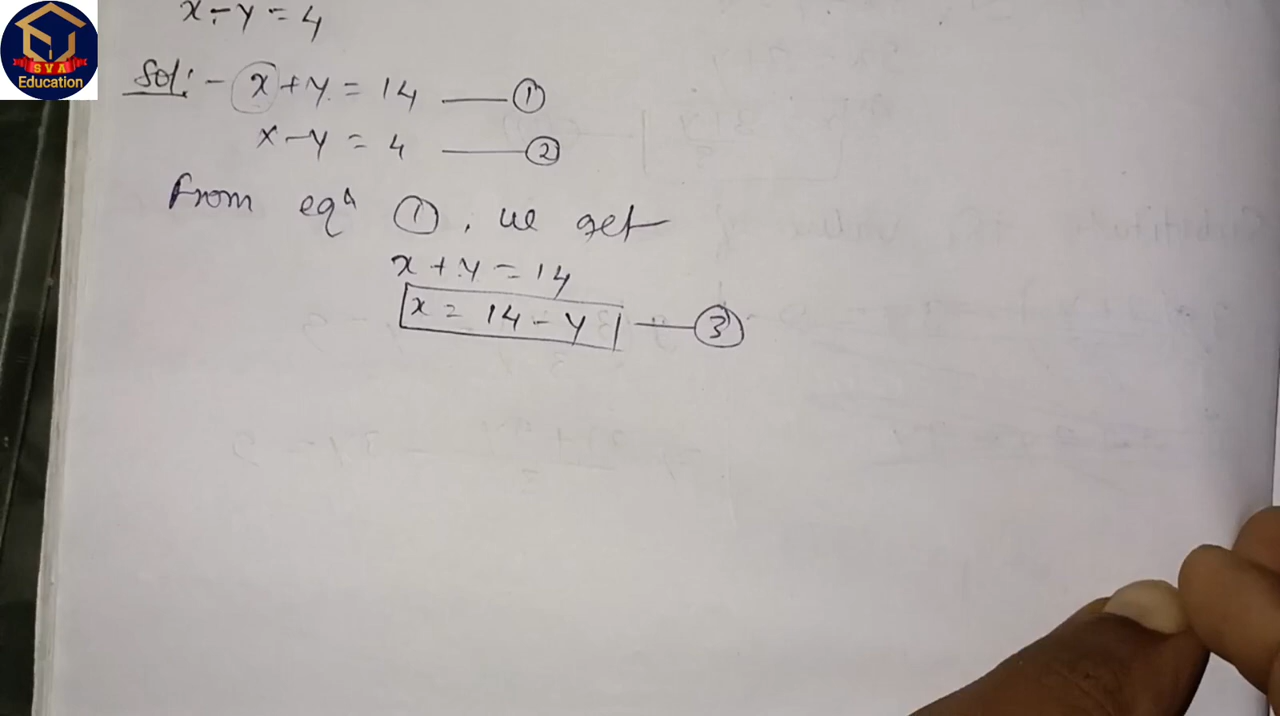 x - y = 4
SVA
Education
Sol: - x + y = 14 —— ①
x - y = 4 —— ②
From eqn ①, we get
x + y = 14
x = 14 - y —— ③